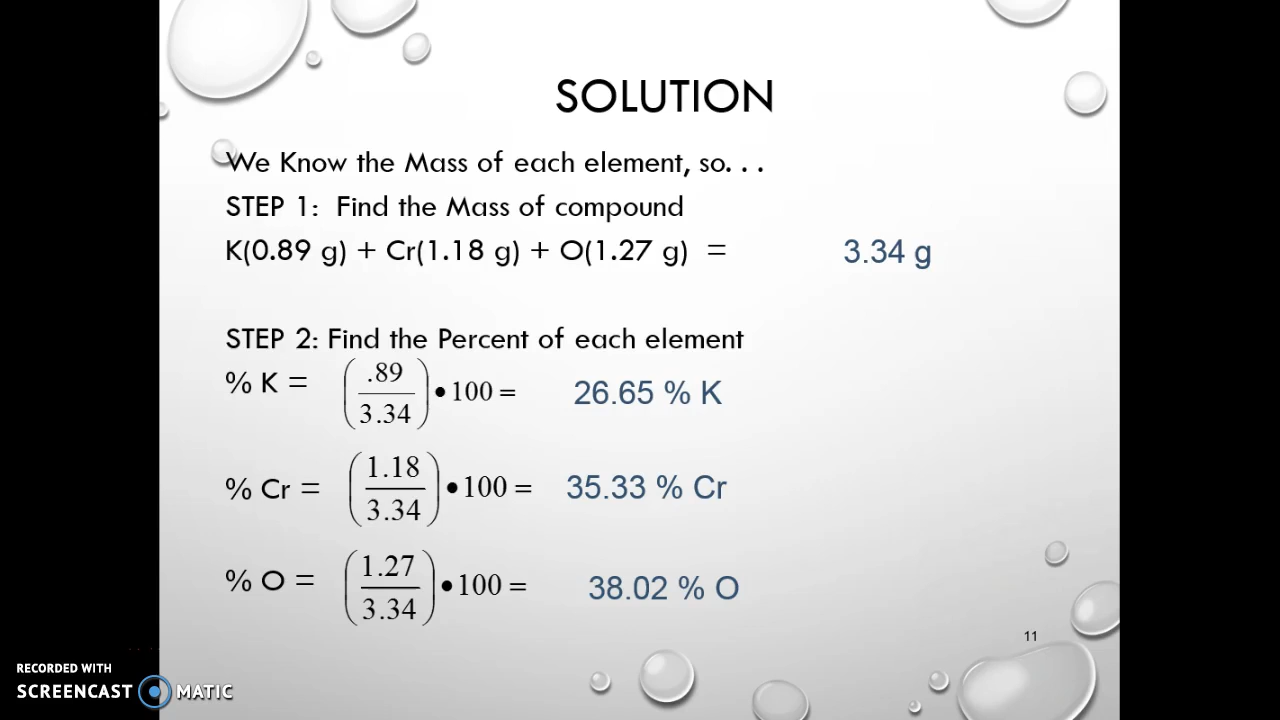 SOLUTION
We Know the Mass of each element, so. . .
STEP 1: Find the Mass of compound
K(0.89 g) + Cr(1.18 g) + O(1.27 g) = 3.34 g
STEP 2: Find the Percent of each element
% K = (.89/3.34) • 100 = 26.65 % K
% Cr = (1.18/3.34) • 100 = 35.33 % Cr
% O = (1.27/3.34) • 100 = 38.02 % O
11
RECORDED WITH
SCREENCAST MATIC